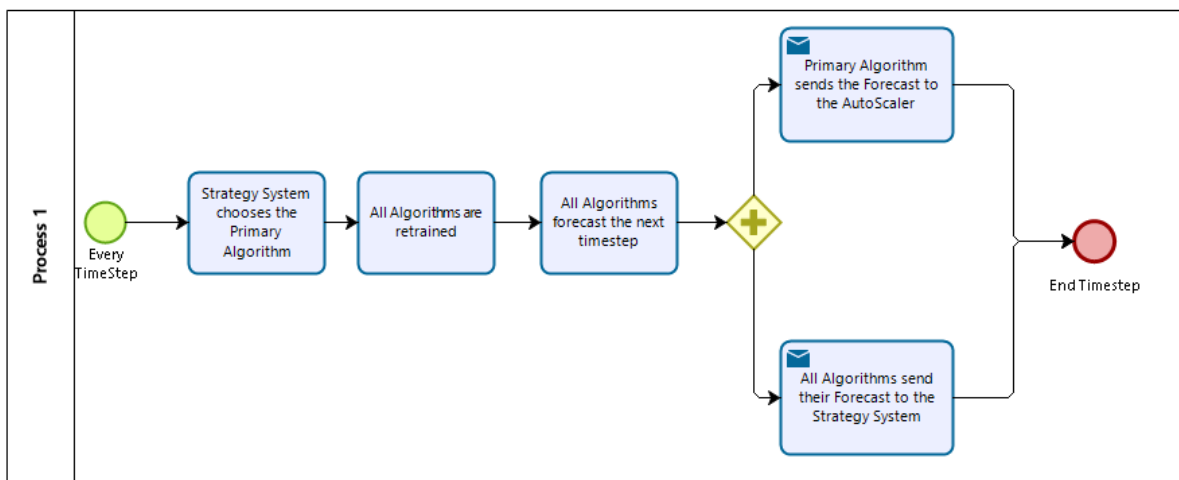 Process 1
Every
TimeStep
Strategy System
chooses the
Primary
Algorithm
All Algorithms are
retrained
All Algorithms
forecast the next
timestep
Primary Algorithm
sends the Forecast to
the AutoScaler
All Algorithms send
their Forecast to the
Strategy System
End Timestep